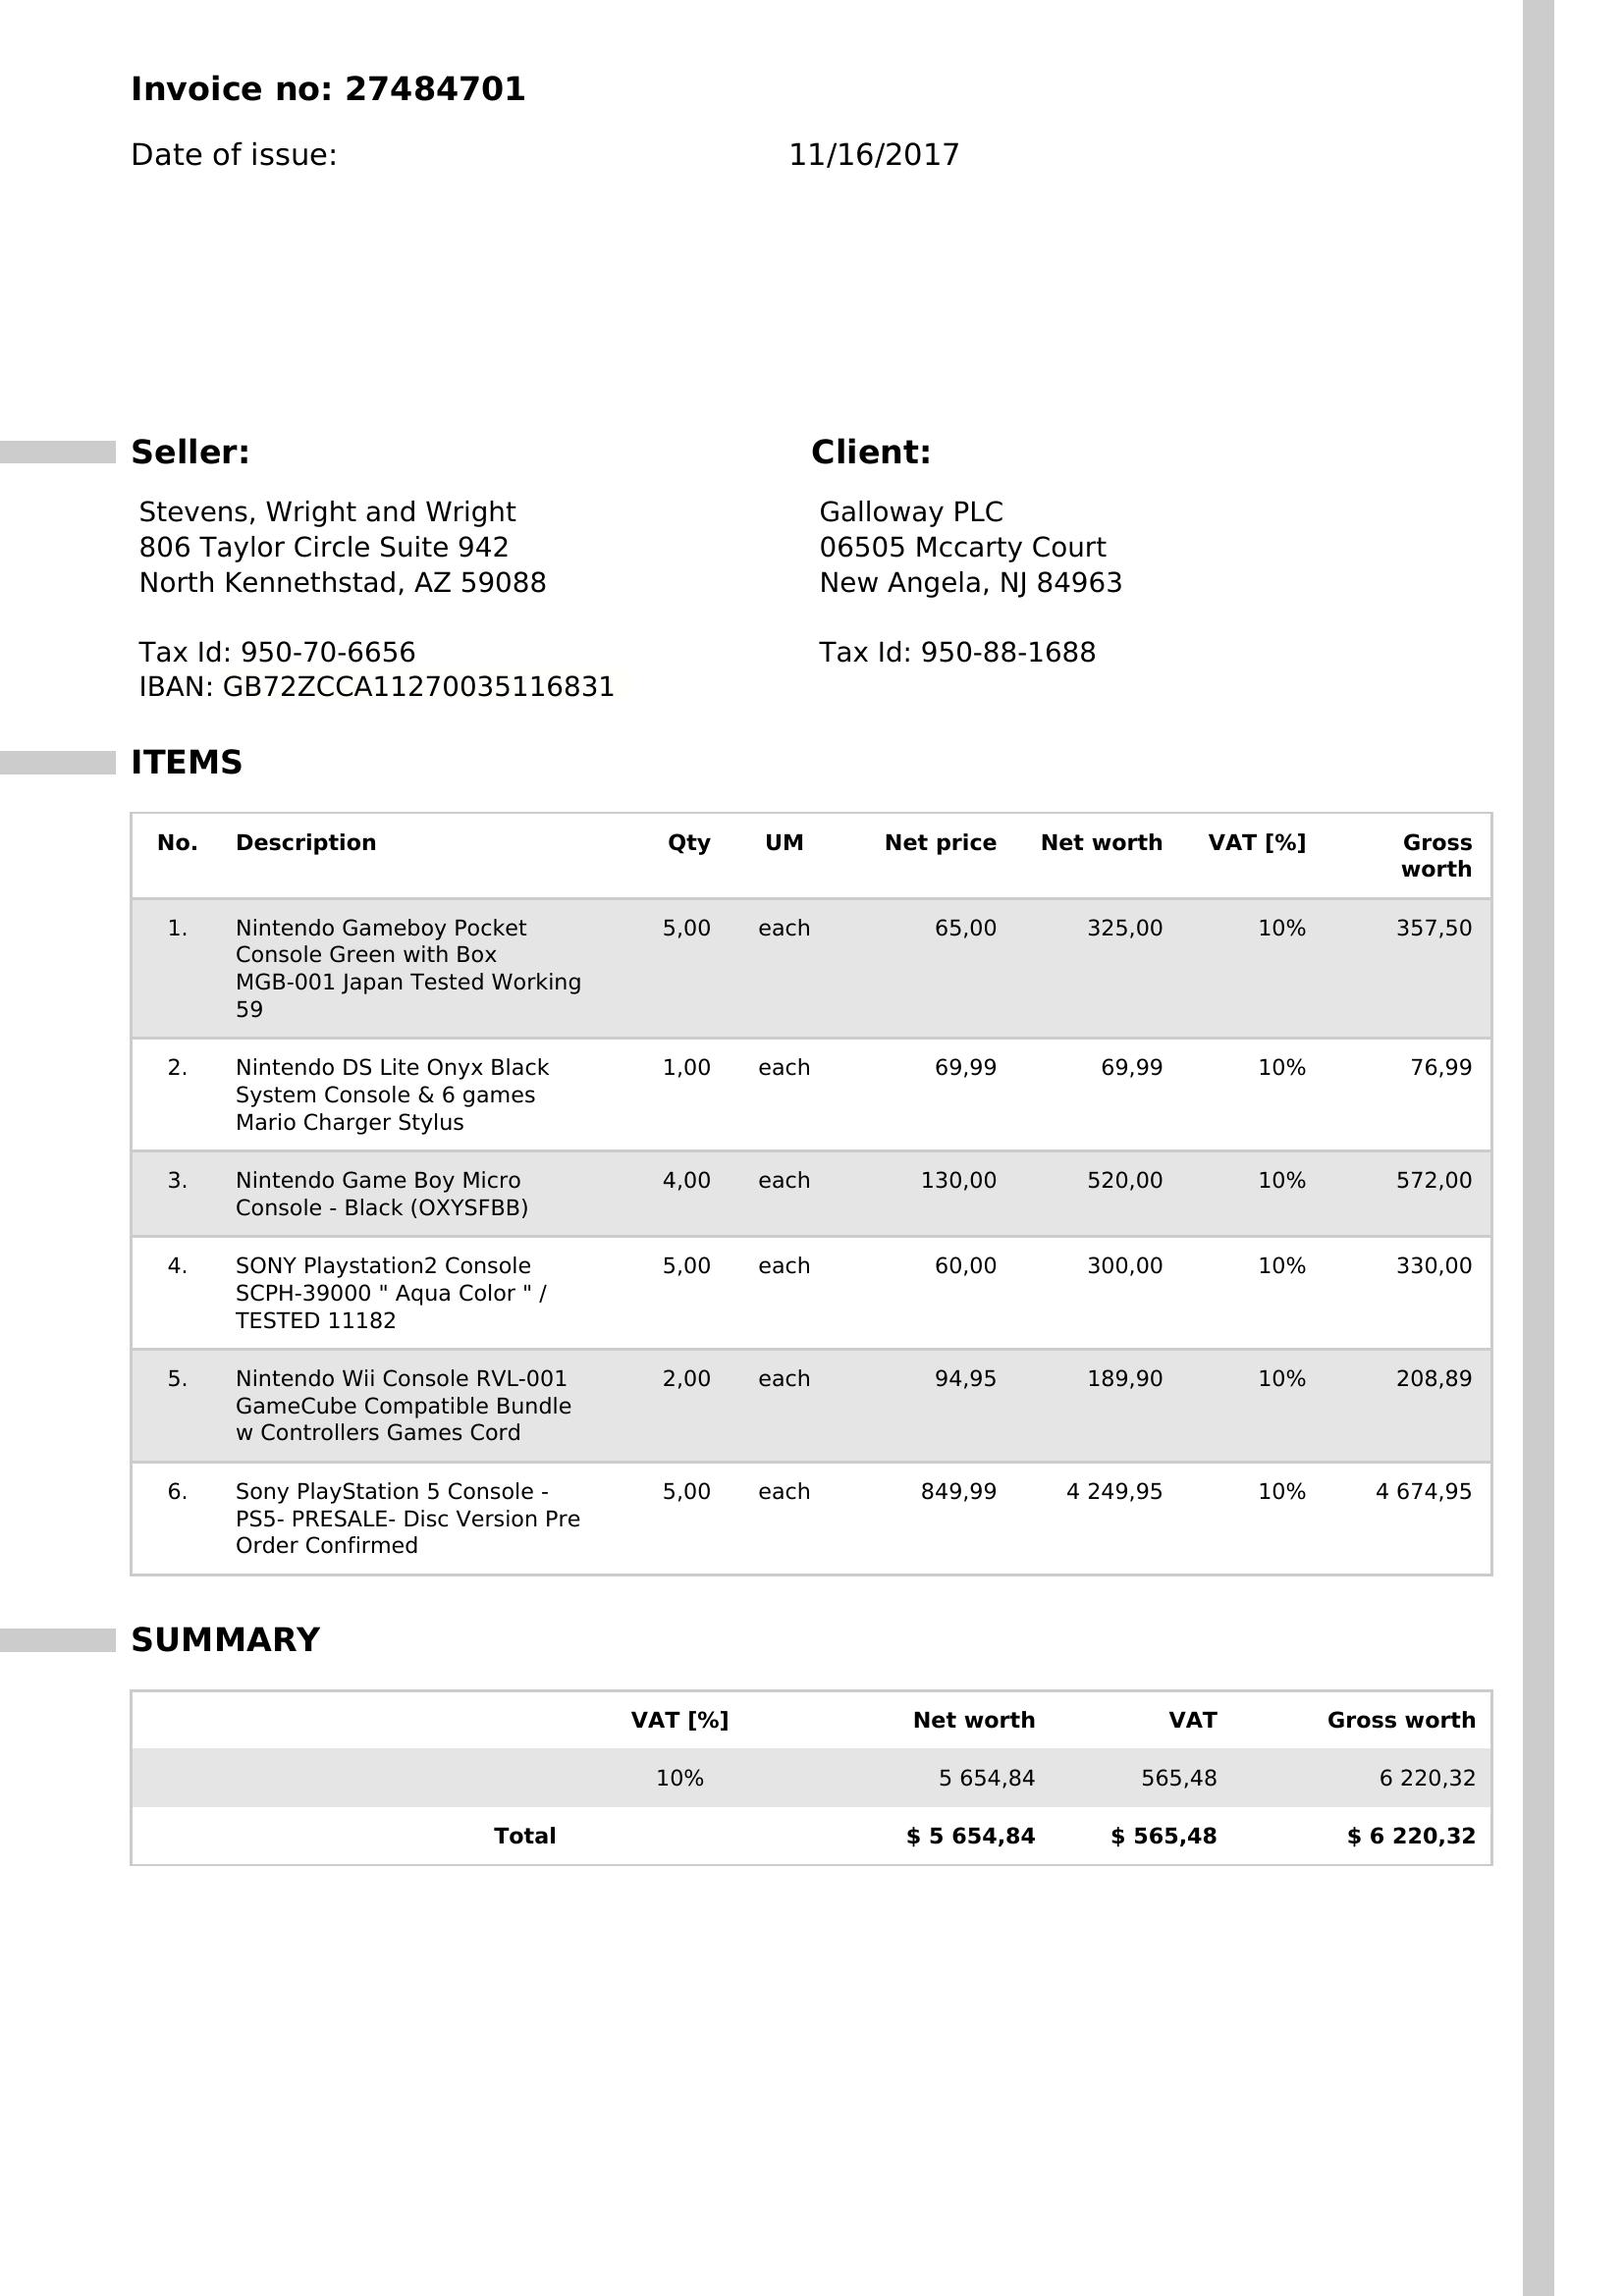 Invoice no: 27484701
Date of issue: 11/16/2017
Seller: Client:
Stevens, Wright and Wright
806 Taylor Circle Suite 942
North Kennethstad, AZ 59088
Tax Id: 950-70-6656
IBAN: GB72ZCCA11270035116831
Galloway PLC
06505 Mccarty Court
New Angela, NJ 84963
Tax Id: 950-88-1688
ITEMS
No. Description Qty UM Net price Net worth VAT [%] Gross
worth
1. Nintendo Gameboy Pocket 5,00 each 65,00 325,00 10% 357,50
Console Green with Box
MGB-001 Japan Tested Working
59
2. Nintendo DS Lite Onyx Black 1,00 each 69,99 69,99 10% 76,99
System Console & 6 games
Mario Charger Stylus
3. Nintendo Game Boy Micro 4,00 each 130,00 520,00 10% 572,00
Console - Black (OXYSFBB)
4. SONY Playstation2 Console 5,00 each 60,00 300,00 10% 330,00
SCPH-39000 " Aqua Color " /
TESTED 11182
5. Nintendo Wii Console RVL-001 2,00 each 94,95 189,90 10% 208,89
GameCube Compatible Bundle
w Controllers Games Cord
6. Sony PlayStation 5 Console - 5,00 each 849,99 4 249,95 10% 4 674,95
PS5- PRESALE- Disc Version Pre
Order Confirmed
SUMMARY
VAT [%] Net worth VAT Gross worth
10% 5 654,84 565,48 6 220,32
Total $ 5 654,84 $ 565,48 $ 6 220,32